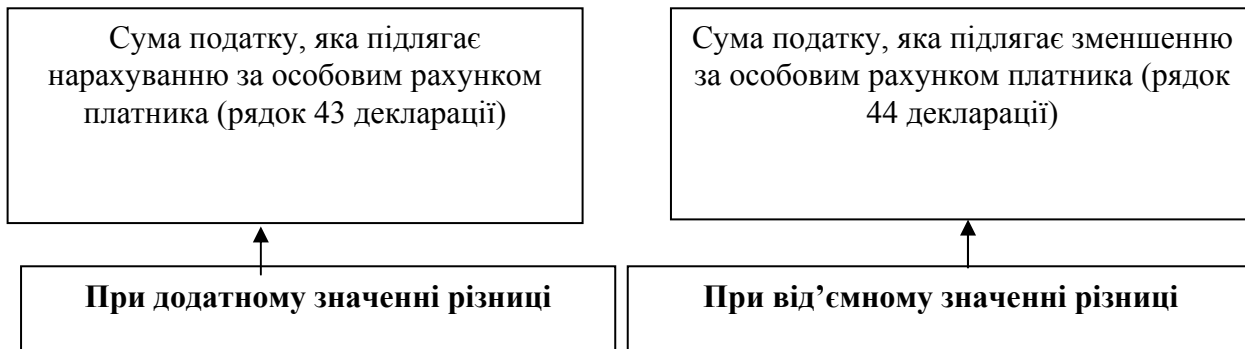 Сума податку, яка підлягає
нарахуванню за особовим рахунком
платника (рядок 43 декларації)
Сума податку, яка підлягає зменшенню
за особовим рахунком платника (рядок
44 декларації)
При додатному значенні різниці
При від’ємному значенні різниці